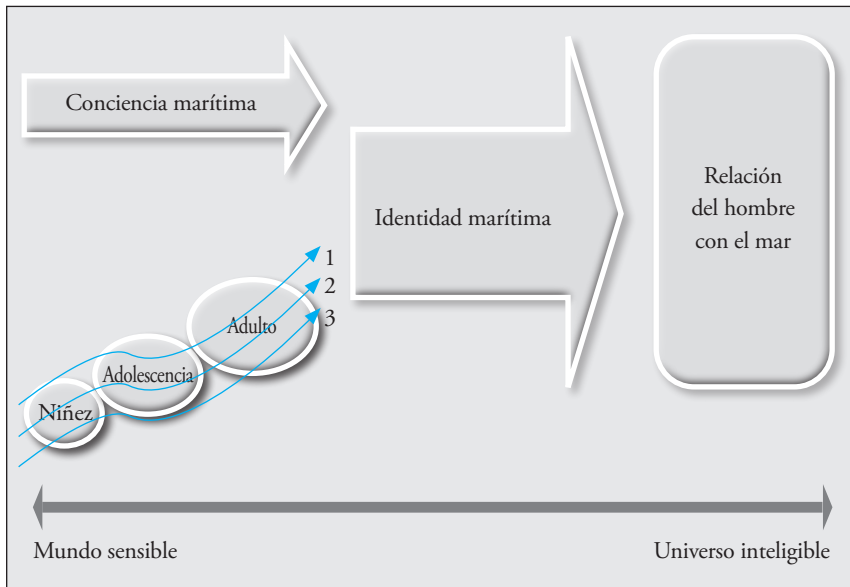 Conciencia marítima
Identidad marítima
Relación
del hombre
con el mar
1
2
3
Adulto
Adolescencia
Niñez
Mundo sensible
Universo inteligible